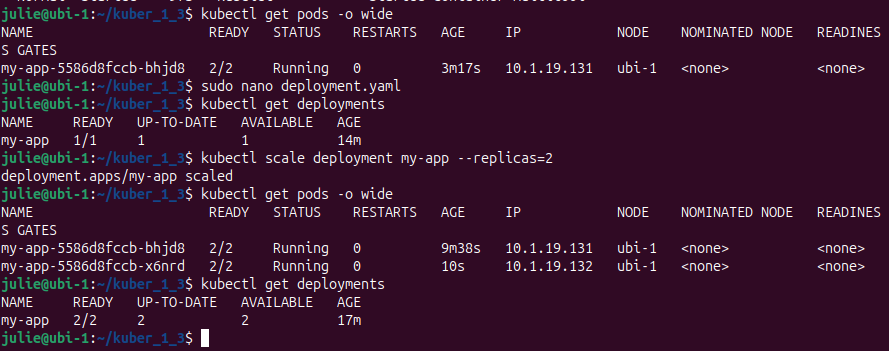 julie@ubi-1:~/kuber_1_3$ kubectl get pods -o wide
NAME READY STATUS RESTARTS AGE IP NODE NOMINATED NODE READINES
S GATES
my-app-5586d8fccb-bhjd8 2/2 Running 0 3m17s 10.1.19.131 ubi-1 <none> <none>
julie@ubi-1:~/kuber_1_3$ sudo nano deployment.yaml
julie@ubi-1:~/kuber_1_3$ kubectl get deployments
NAME READY UP-TO-DATE AVAILABLE AGE
my-app 1/1 1 1 14m
julie@ubi-1:~/kuber_1_3$ kubectl scale deployment my-app --replicas=2
deployment.apps/my-app scaled
julie@ubi-1:~/kuber_1_3$ kubectl get pods -o wide
NAME READY STATUS RESTARTS AGE IP NODE NOMINATED NODE READINES
S GATES
my-app-5586d8fccb-bhjd8 2/2 Running 0 9m38s 10.1.19.131 ubi-1 <none> <none>
my-app-5586d8fccb-x6nrd 2/2 Running 0 10s 10.1.19.132 ubi-1 <none> <none>
julie@ubi-1:~/kuber_1_3$ kubectl get deployments
NAME READY UP-TO-DATE AVAILABLE AGE
my-app 2/2 2 2 17m
julie@ubi-1:~/kuber_1_3$